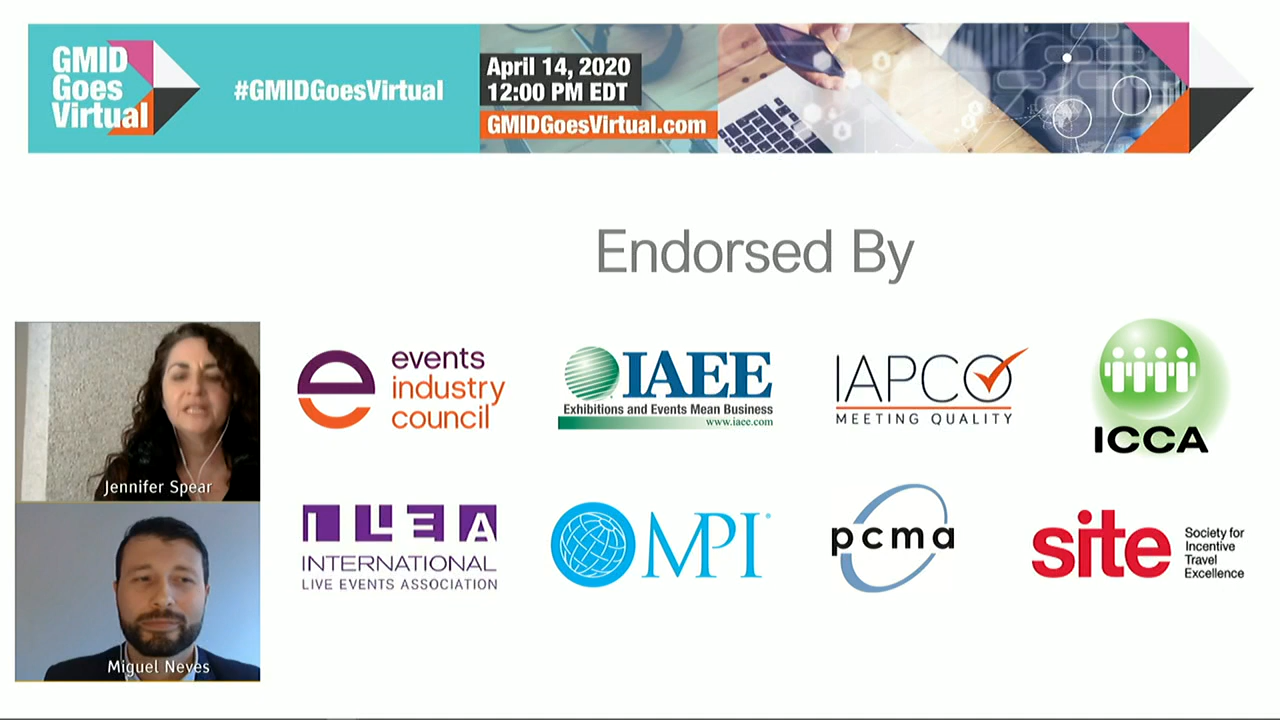 GMID
Goes
Virtual
#GMIDGoesVirtual
April 14, 2020
12:00 PM EDT
GMIDGoesVirtual.com
Endorsed By
Jennifer Spear
Miguel Neves
e events
industry
council
IAEE
Exhibitions and Events Mean Business
www.iaee.com
IAPCO
MEETING QUALITY
ICCA
ILEA
INTERNATIONAL
LIVE EVENTS ASSOCIATION
MPI®
pcma
site
Society for
Incentive
Travel
Excellence